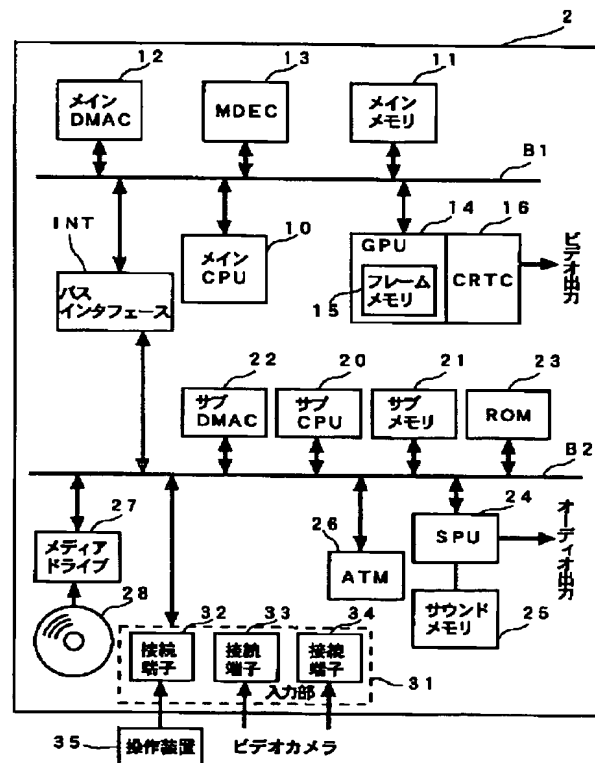 2
12
13
11
メイン
DMAC
MDEC
メイン
メモリ
B1
INT
10
14
16
バス
インタフェース
メイン
CPU
GPU
フレーム
メモリ
15
CRTC
ビデオ出力
22
20
21
23
サブ
DMAC
サブ
CPU
サブ
メモリ
ROM
B2
27
メディア
ドライブ
28
26
ATM
24
SPU
オーディオ出力
サウンド
メモリ
25
32
33
34
接続
端子
接続
端子
接続
端子
入力部
31
35
操作装置
ビデオカメラ